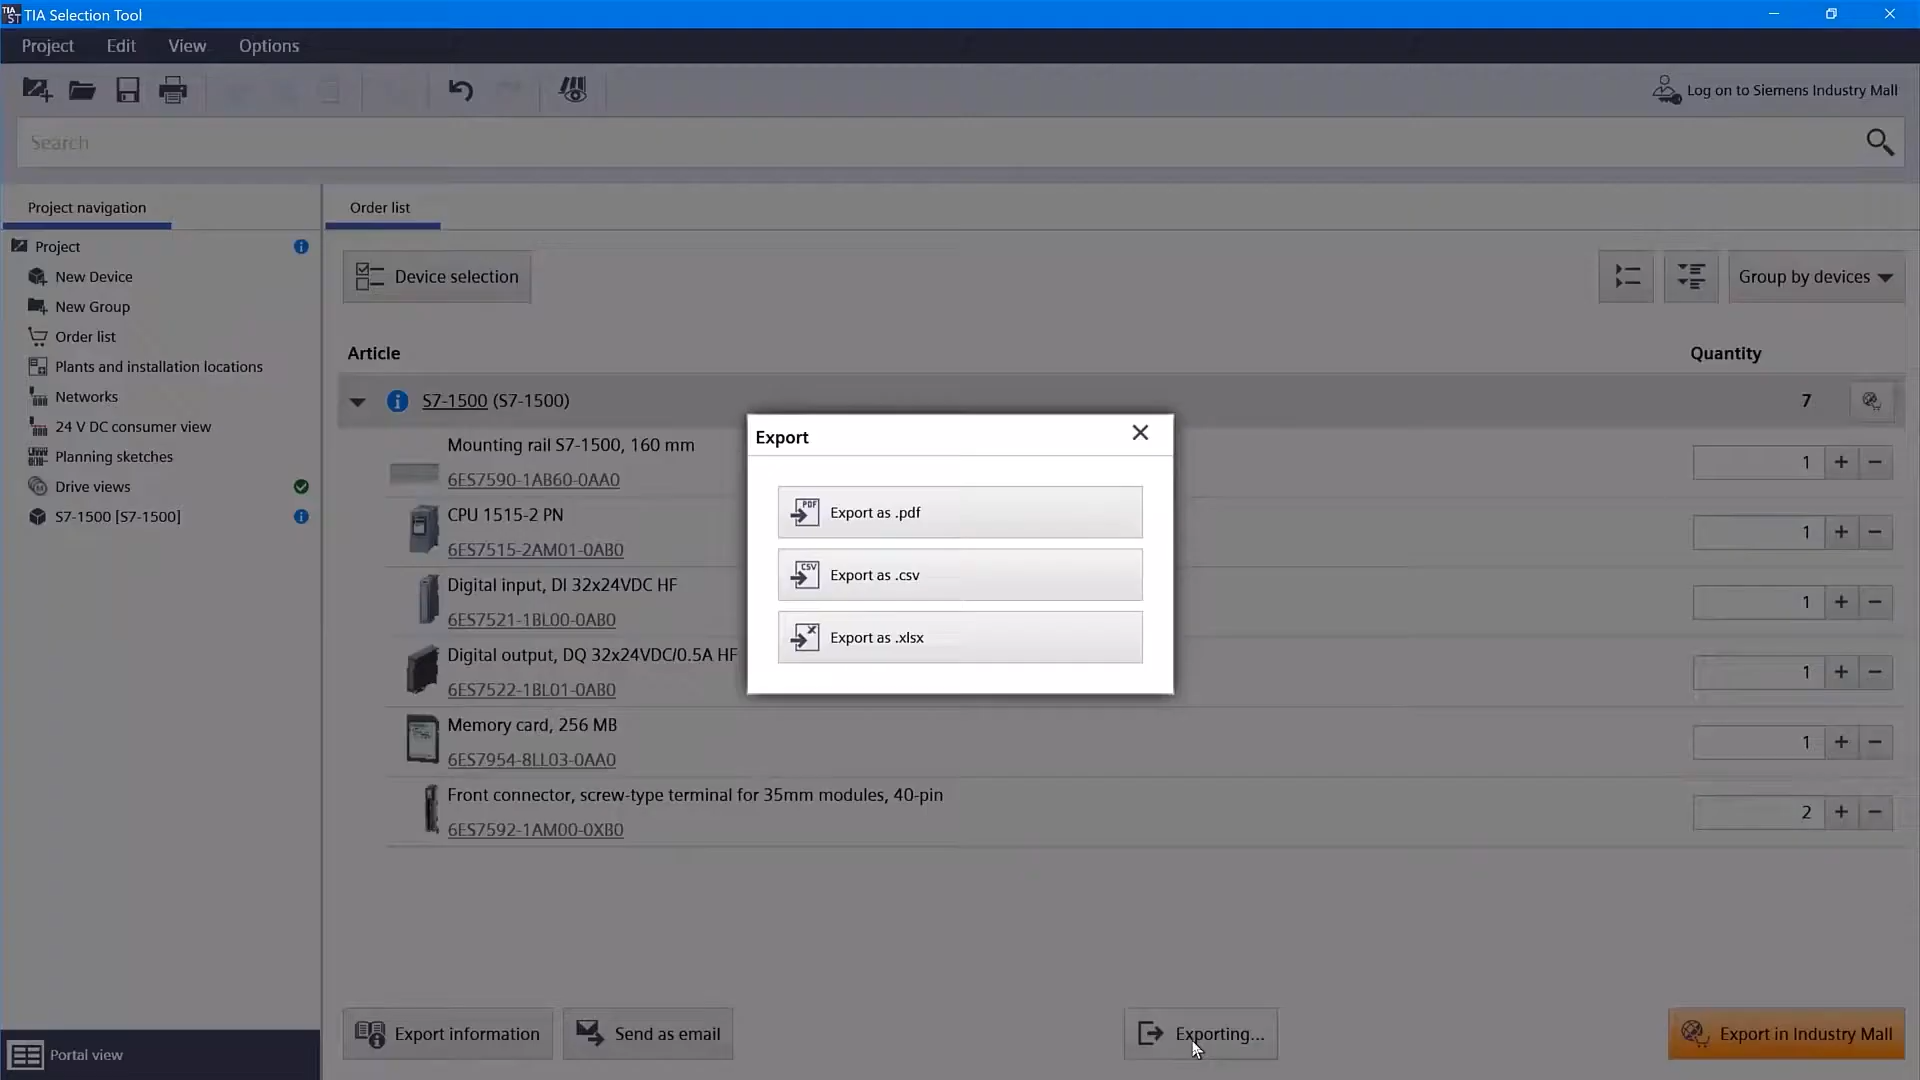 TIA Selection Tool
Project Edit View Options
Log on to Siemens Industry Mall
Search
Project navigation
Order list
Project
New Device
New Group
Order list
Plants and installation locations
Networks
24 V DC consumer view
Planning sketches
Drive views
S7-1500 [S7-1500]
Portal view
Device selection
Group by devices
Article
Quantity
S7-1500 (S7-1500)
7
Mounting rail S7-1500, 160 mm
6ES7590-1AB60-0AA0
1
CPU 1515-2 PN
6ES7515-2AM01-0AB0
1
Digital input, DI 32x24VDC HF
6ES7521-1BL00-0AB0
1
Digital output, DQ 32x24VDC/0.5A HF
6ES7522-1BL01-0AB0
1
Memory card, 256 MB
6ES7954-8LL03-0AA0
1
Front connector, screw-type terminal for 35mm modules, 40-pin
6ES7592-1AM00-0XB0
2
Export
PDF
Export as .pdf
CSV
Export as .csv
Export as .xlsx
Export information
Send as email
Exporting...
Export in Industry Mall